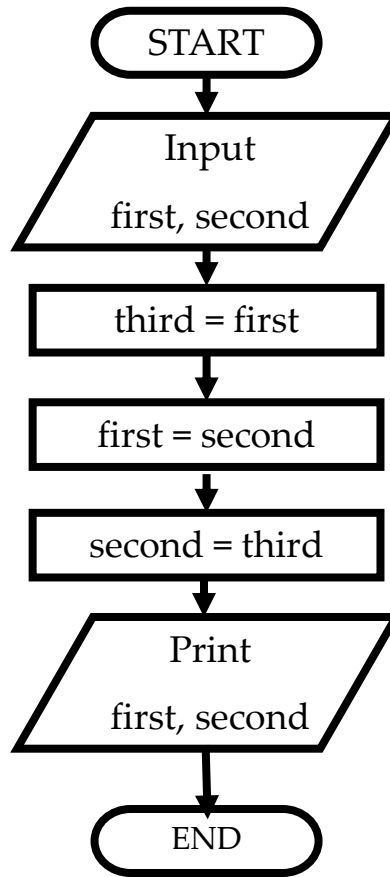 START
Input
first, second
third = first
first = second
second = third
Print
first, second
END